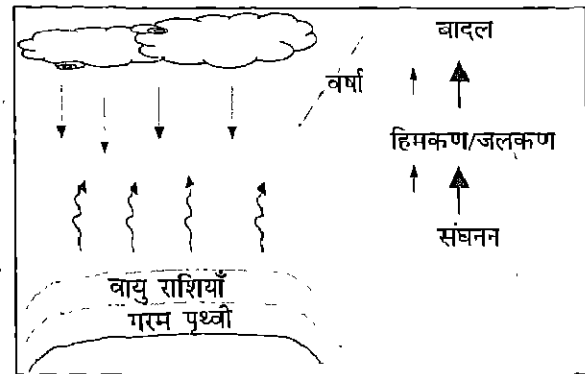 बादल
वर्षा
हिमकण/जलकण
संघनन
वायु राशियाँ
गरम पृथ्वी